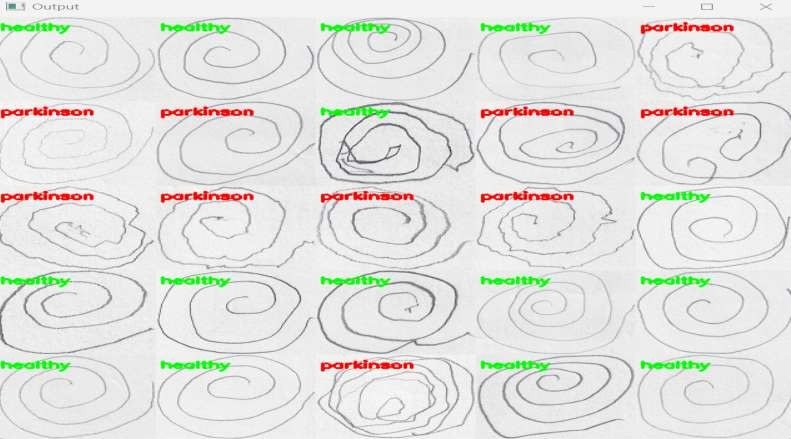 Output
healthy healthy healthy healthy parkinson
parkinson parkinson healthy parkinson parkinson
parkinson parkinson parkinson parkinson healthy
healthy healthy healthy healthy healthy
healthy healthy parkinson healthy healthy